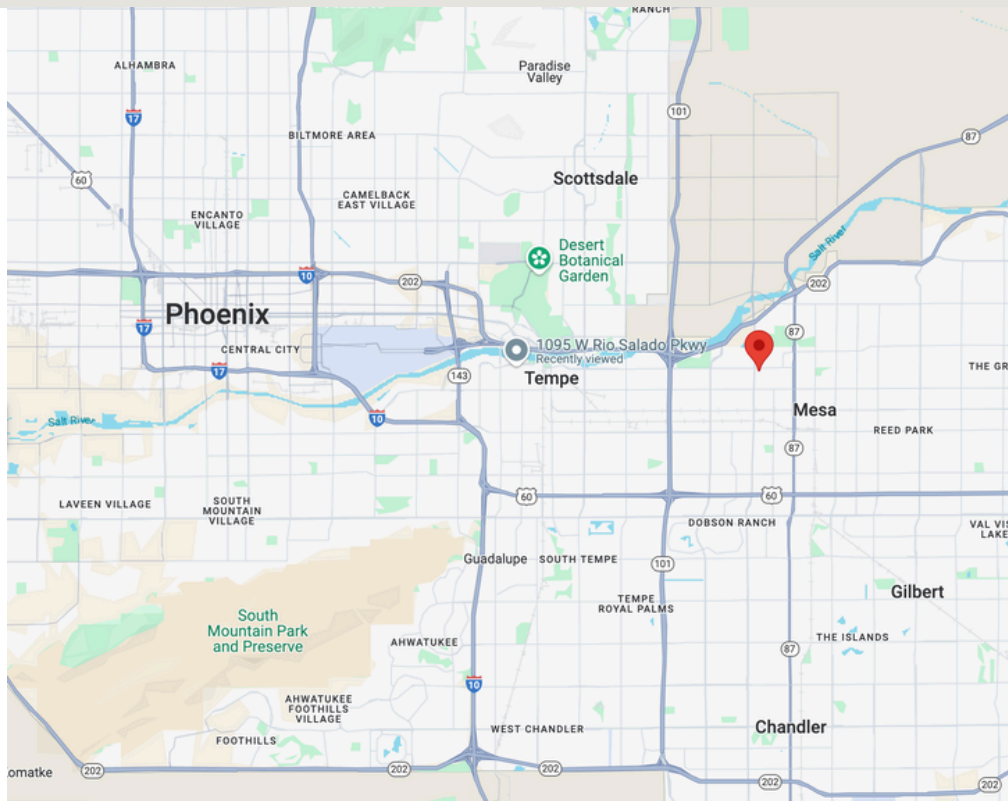 RANCH
ALHAMBRA
Paradise
Valley
17
101
87
BILTMORE AREA
60
Scottsdale
CAMELBACK
EAST VILLAGE
ENCANTO
VILLAGE
Salt River
Desert
Botanical
Garden
10
202
202
Phoenix
17
87
1095 W Rio Salado Pkwy
Recently viewed
CENTRAL CITY
THE GR
17
143
Tempe
Mesa
10
Salt River
REED PARK
87
60
60
LAVEEN VILLAGE
SOUTH
MOUNTAIN
VILLAGE
DOBSON RANCH
VAL VIS
LAKE
Guadalupe
SOUTH TEMPE
101
Gilbert
TEMPE
ROYAL PALMS
South
Mountain Park
and Preserve
AHWATUKEE
THE ISLANDS
87
10
AHWATUKEE
FOOTHILLS
VILLAGE
WEST CHANDLER
Chandler
FOOTHILLS
omatke
202
202
202
202
202